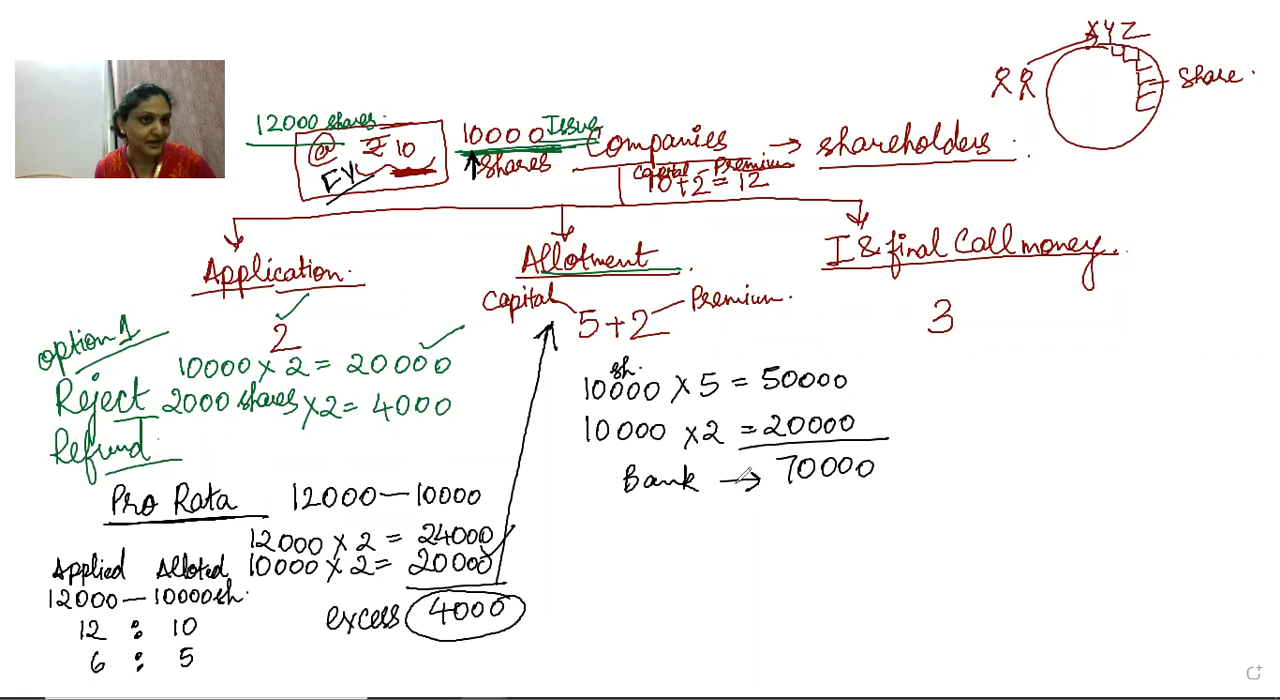 XYZ
Share.
12000 shares.
@ ₹ 10
FV
10000 Issue
shares
Companies → shareholders
Capital Premium
10+2=12
Application.
Allotment
I & final Call money.
2
Capital
5+2
Premium.
3
option 1
10000 × 2 = 20000
Reject 2000 shares × 2 = 4000
Refund
sh.
10000 × 5 = 50000
10000 × 2 = 20000
Bank → 70000
Pro Rata 12000 — 10000
12000 × 2 = 24000
10000 × 2 = 20000
excess 4000
Applied Alloted
12000 — 10000 sh.
12 : 10
6 : 5